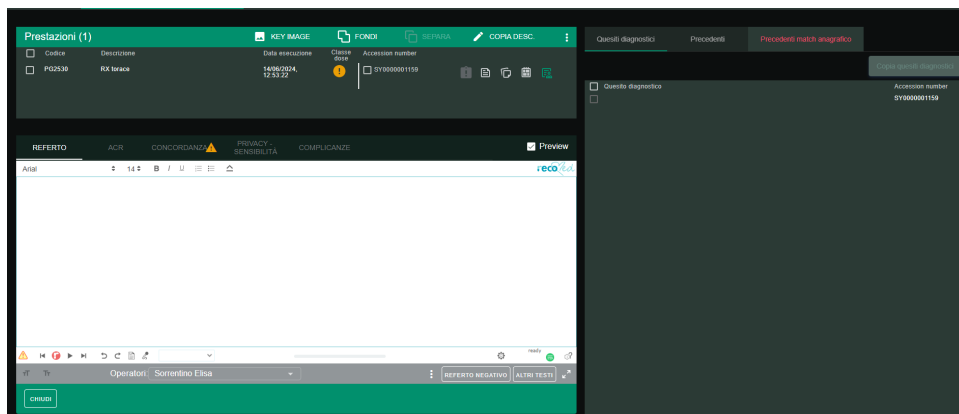 Prestazioni (1)
KEY IMAGE
FONDI
SEPARA
COPIA DESC.
Codice
Descrizione
Data esecuzione
Classe dose
Accession number
PG2530
RX torace
14/06/2024,
12:53:22
SY0000001159
REFERTO
ACR
CONCORDANZA
PRIVACY -
SENSIBILITÀ
COMPLICANZE
Preview
Arial
14
B I U
reco
ready
Operatori:
Sorrentino Elisa
REFERTO NEGATIVO
ALTRI TESTI
CHIUDI
Quesiti diagnostici
Precedenti
Precedenti match anagrafico
Copia quesiti diagnostici
Quesito diagnostico
Accession number
SY0000001159